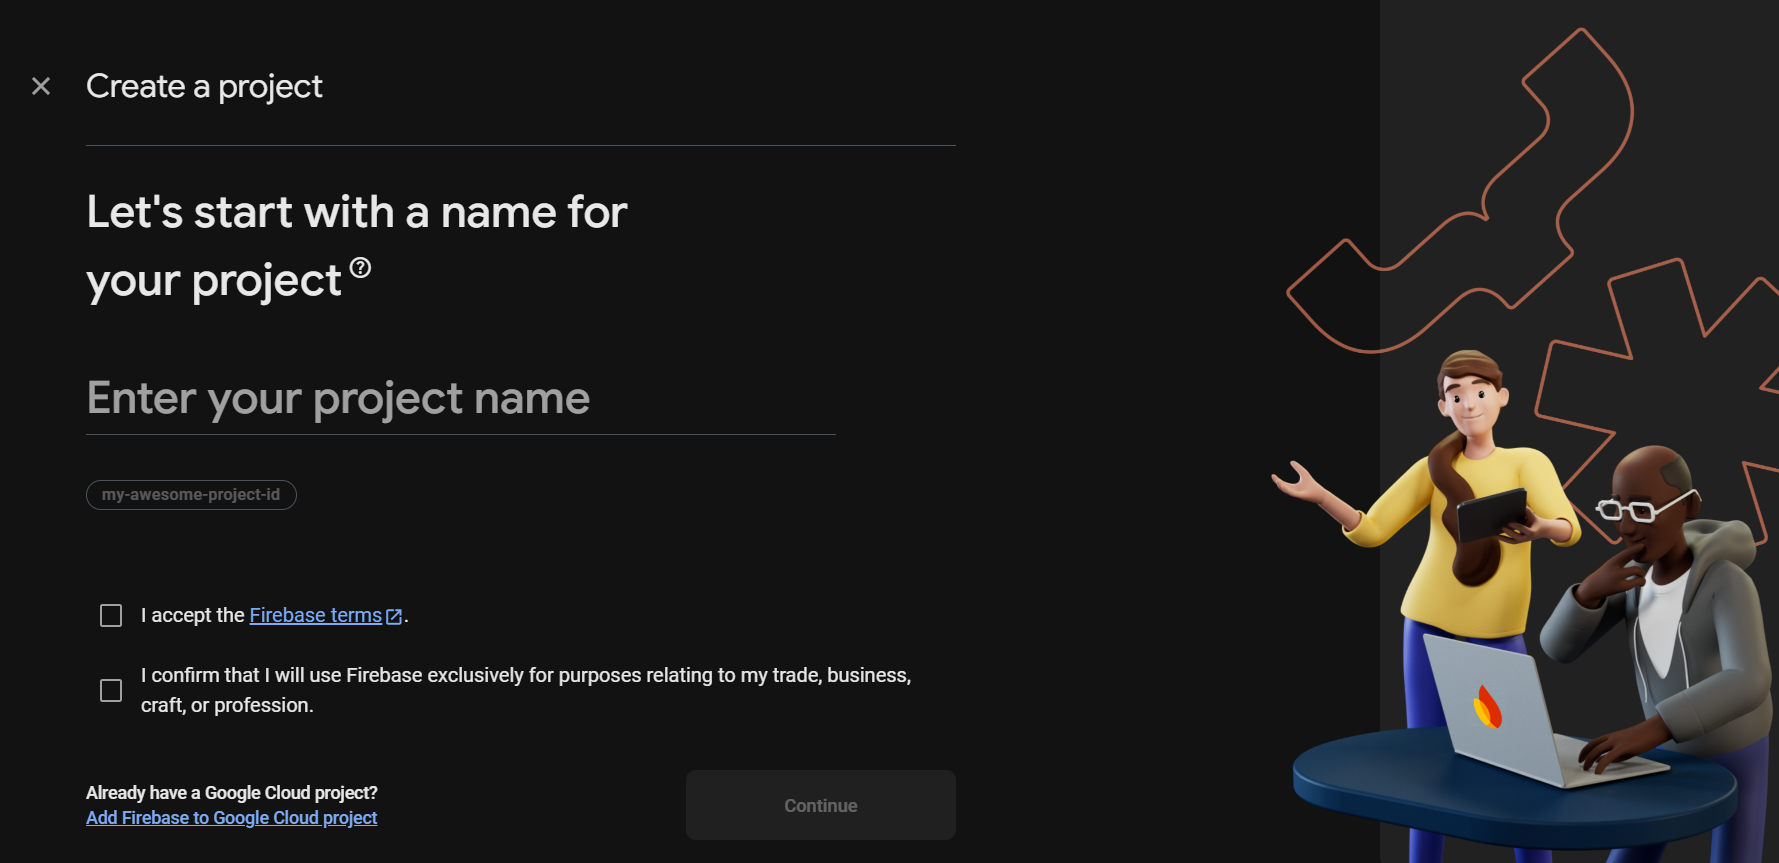 Create a project
Let's start with a name for
your project
Enter your project name
my-awesome-project-id
I accept the Firebase terms.
I confirm that I will use Firebase exclusively for purposes relating to my trade, business,
craft, or profession.
Already have a Google Cloud project?
Add Firebase to Google Cloud project
Continue